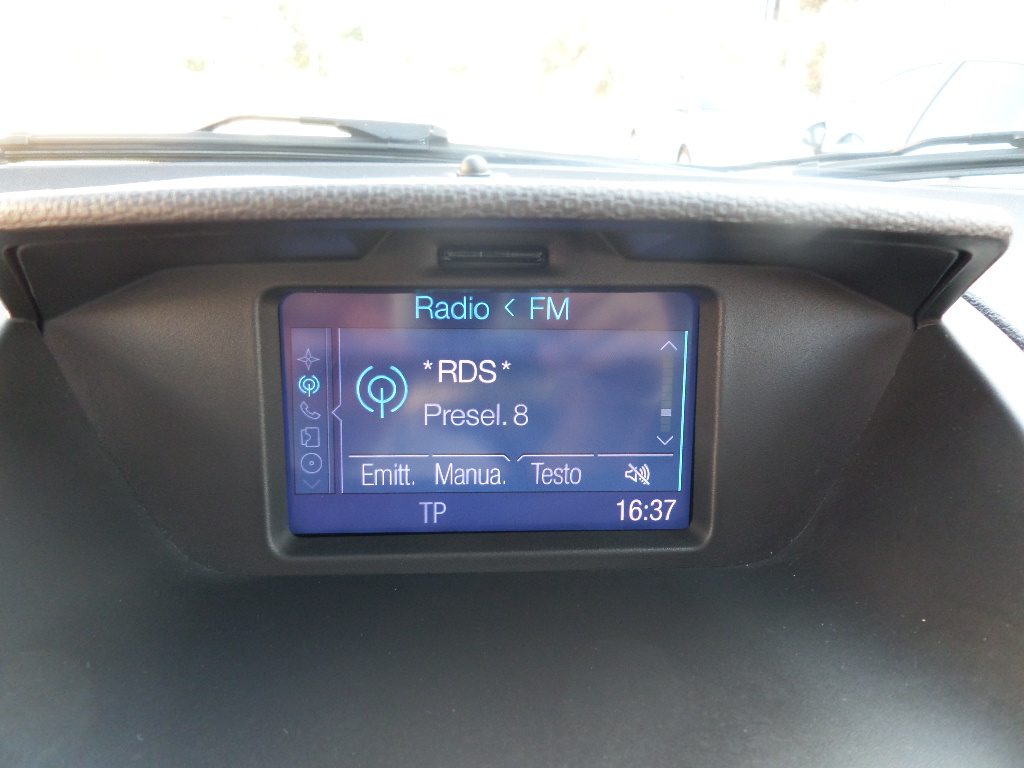 Radio < FM
*RDS*
Presel. 8
Emitt. Manua. Testo
TP 16:37